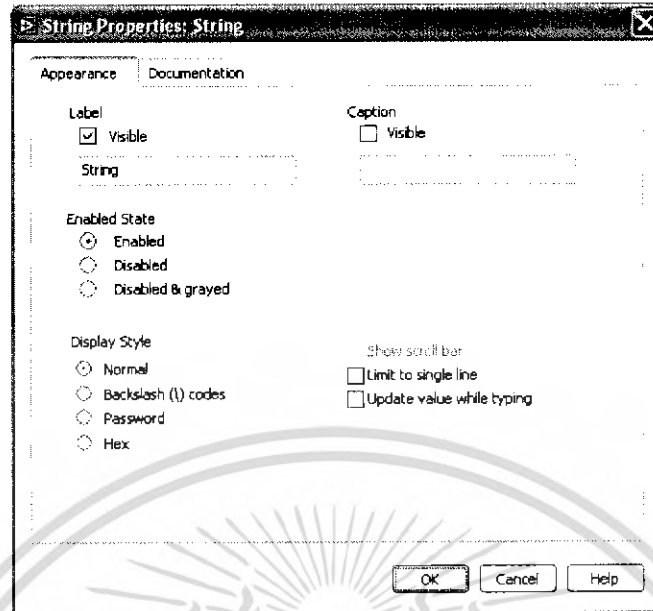 String Properties: String
Appearance
Documentation
Label
Visible
String
Caption
Visible
Enabled State
Enabled
Disabled
Disabled & grayed
Display Style
Normal
Backslash (\) codes
Password
Hex
Show scroll bar
Limit to single line
Update value while typing
OK
Cancel
Help